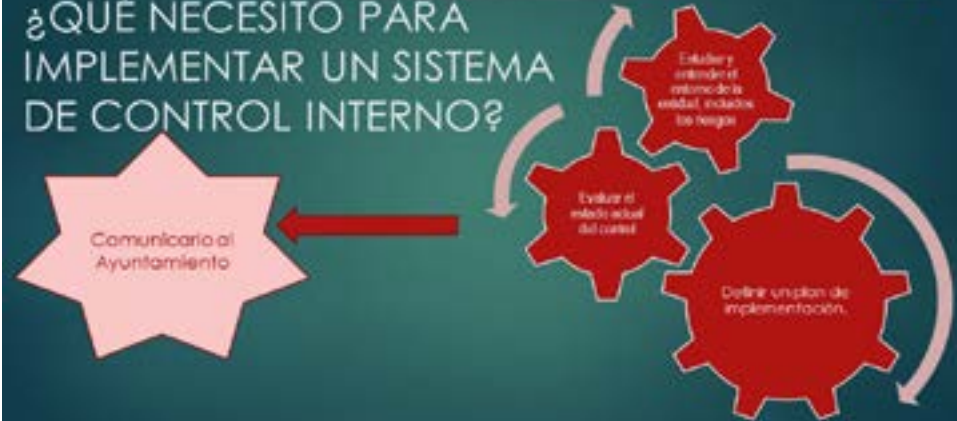 ¿QUÉ NECESITO PARA
IMPLEMENTAR UN SISTEMA
DE CONTROL INTERNO?
Estudiar y
entender el
entorno de la
entidad, incluidos
los riesgos
Evaluar el
estado actual
del control
Comunicarlo al
Ayuntamiento
Definir un plan de
implementación.